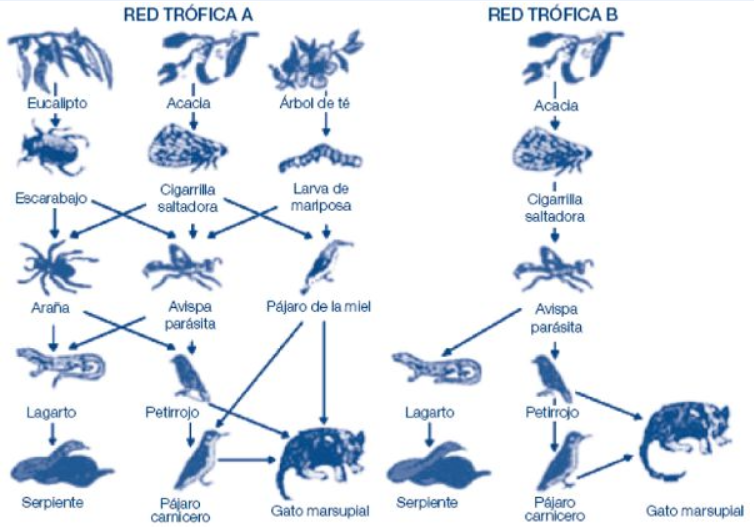 RED TRÓFICA A
Eucalipto
Acacia
Árbol de té
Escarabajo
Cigarrilla
saltadora
Larva de
mariposa
Araña
Avispa
parásita
Pájaro de la miel
Lagarto
Petirrojo
Serpiente
Pájaro
carnicero
Gato marsupial
RED TRÓFICA B
Acacia
Cigarrilla
saltadora
Avispa
parásita
Lagarto
Petirrojo
Serpiente
Pájaro
carnicero
Gato marsupial